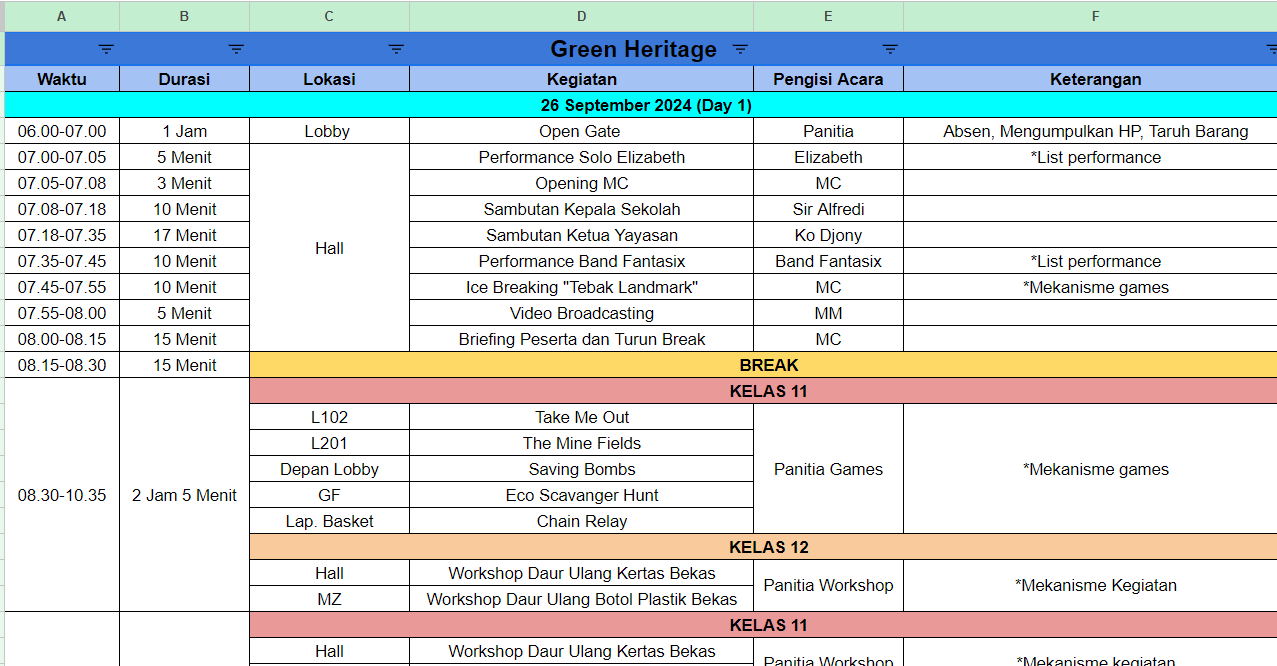 A B C D E F
Green Heritage
Waktu Durasi Lokasi Kegiatan Pengisi Acara Keterangan
26 September 2024 (Day 1)
06.00-07.00 1 Jam Lobby Open Gate Panitia Absen, Mengumpulkan HP, Taruh Barang
07.00-07.05 5 Menit Performance Solo Elizabeth Elizabeth *List performance
07.05-07.08 3 Menit Opening MC MC
07.08-07.18 10 Menit Sambutan Kepala Sekolah Sir Alfredi
07.18-07.35 17 Menit Sambutan Ketua Yayasan Ko Djony
Hall
07.35-07.45 10 Menit Performance Band Fantasix Band Fantasix *List performance
07.45-07.55 10 Menit Ice Breaking "Tebak Landmark" MC *Mekanisme games
07.55-08.00 5 Menit Video Broadcasting MM
08.00-08.15 15 Menit Briefing Peserta dan Turun Break MC
08.15-08.30 15 Menit BREAK
KELAS 11
L102 Take Me Out
L201 The Mine Fields
Depan Lobby Saving Bombs Panitia Games *Mekanisme games
08.30-10.35 2 Jam 5 Menit GF Eco Scavanger Hunt
Lap. Basket Chain Relay
KELAS 12
Hall Workshop Daur Ulang Kertas Bekas
Panitia Workshop *Mekanisme Kegiatan
MZ Workshop Daur Ulang Botol Plastik Bekas
KELAS 11
Hall Workshop Daur Ulang Kertas Bekas
Panitia Workshop *Mekanisme kegiatan